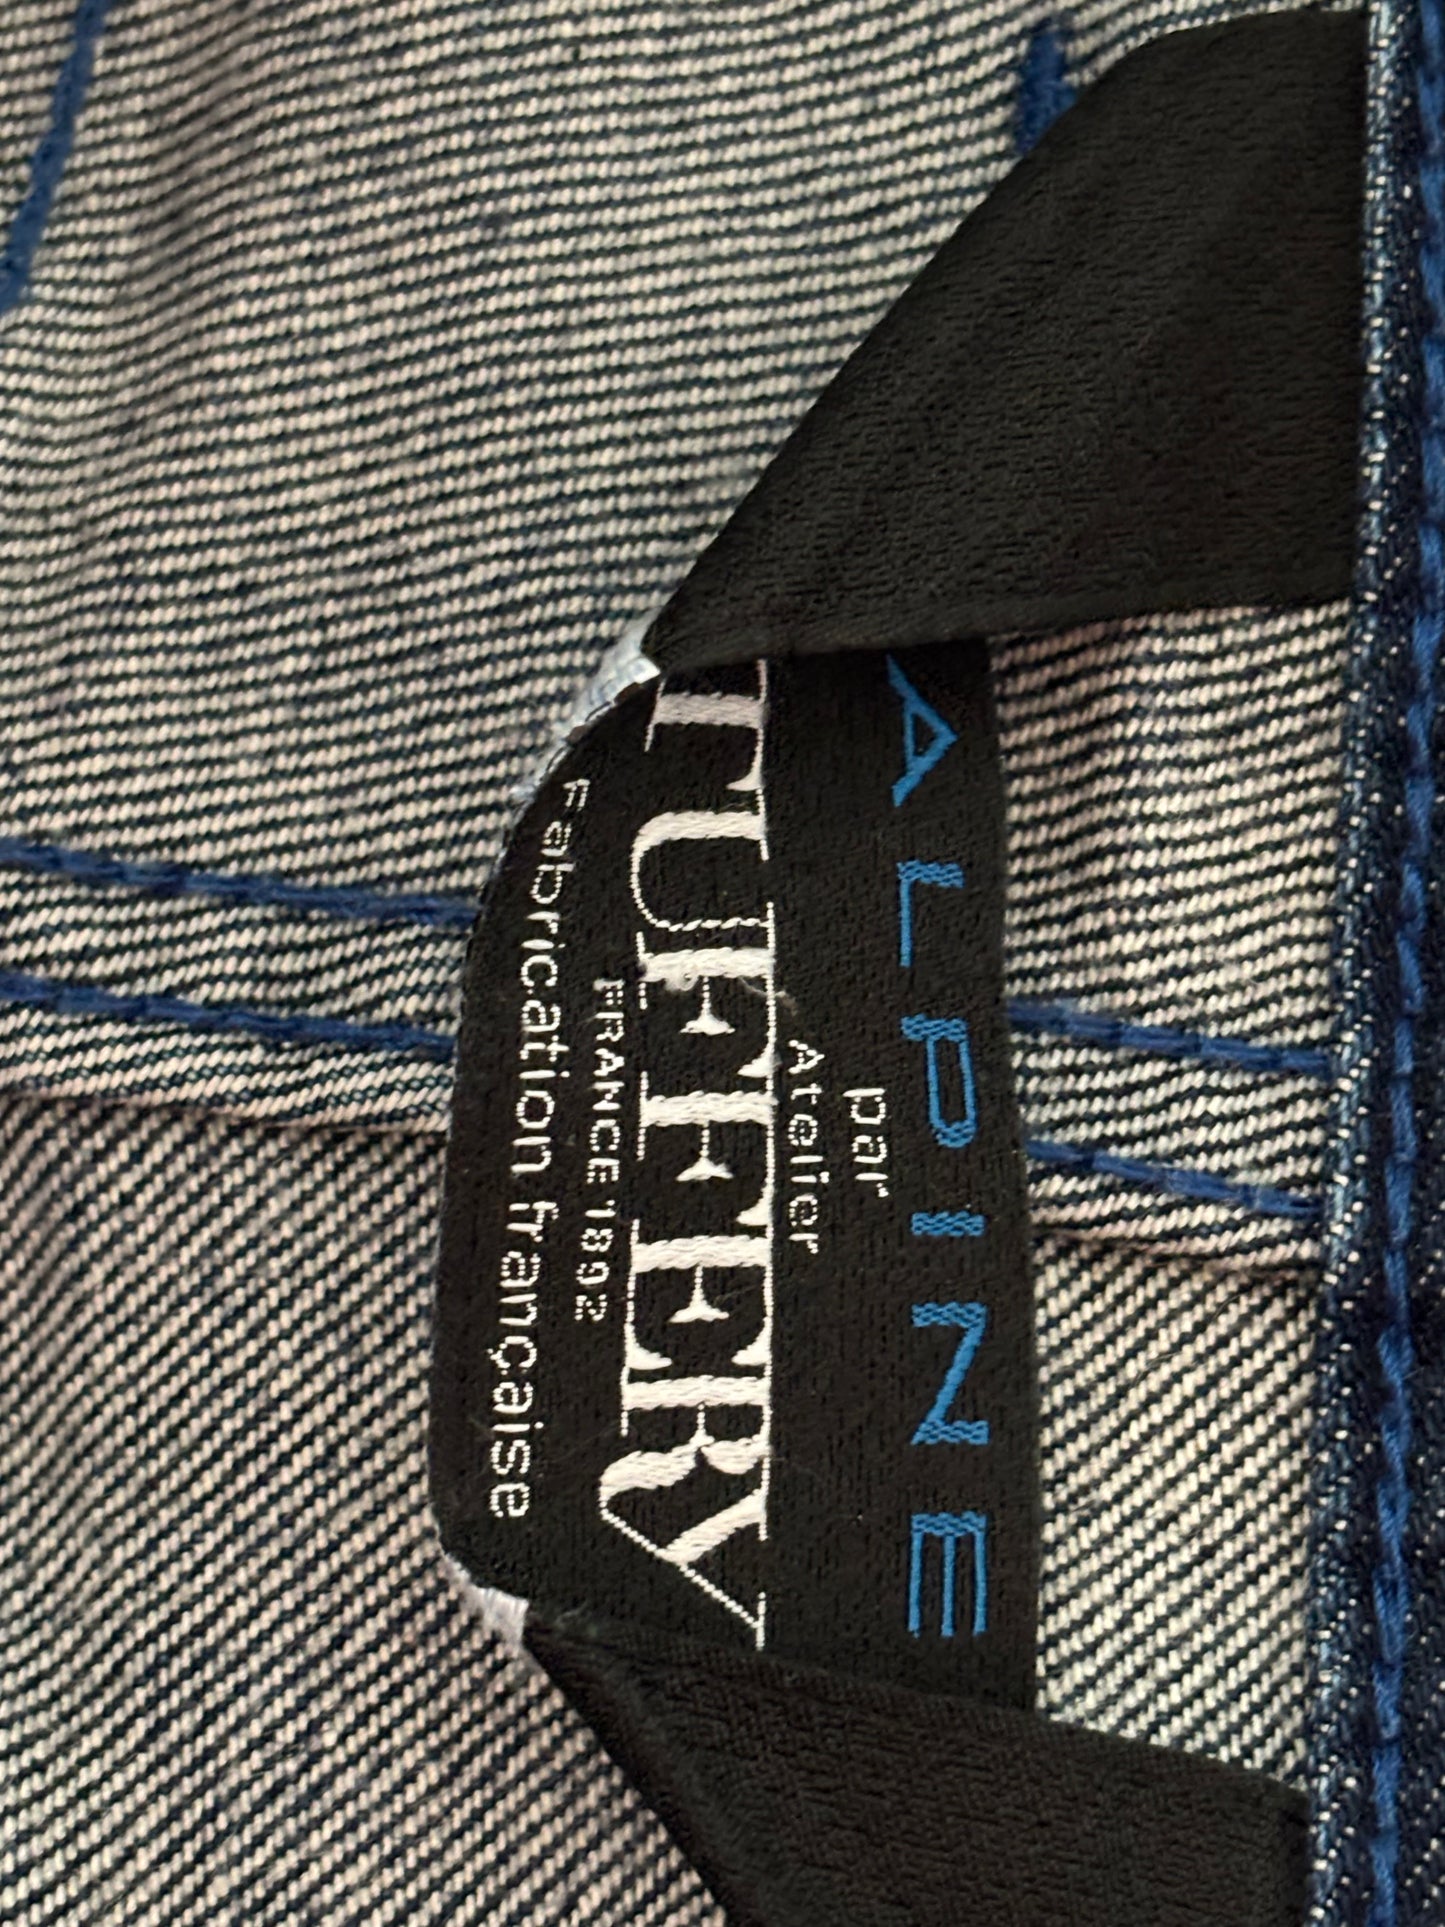 ALPINE
par
Atelier
TUFFERY
FRANCE 1892
Fabrication française